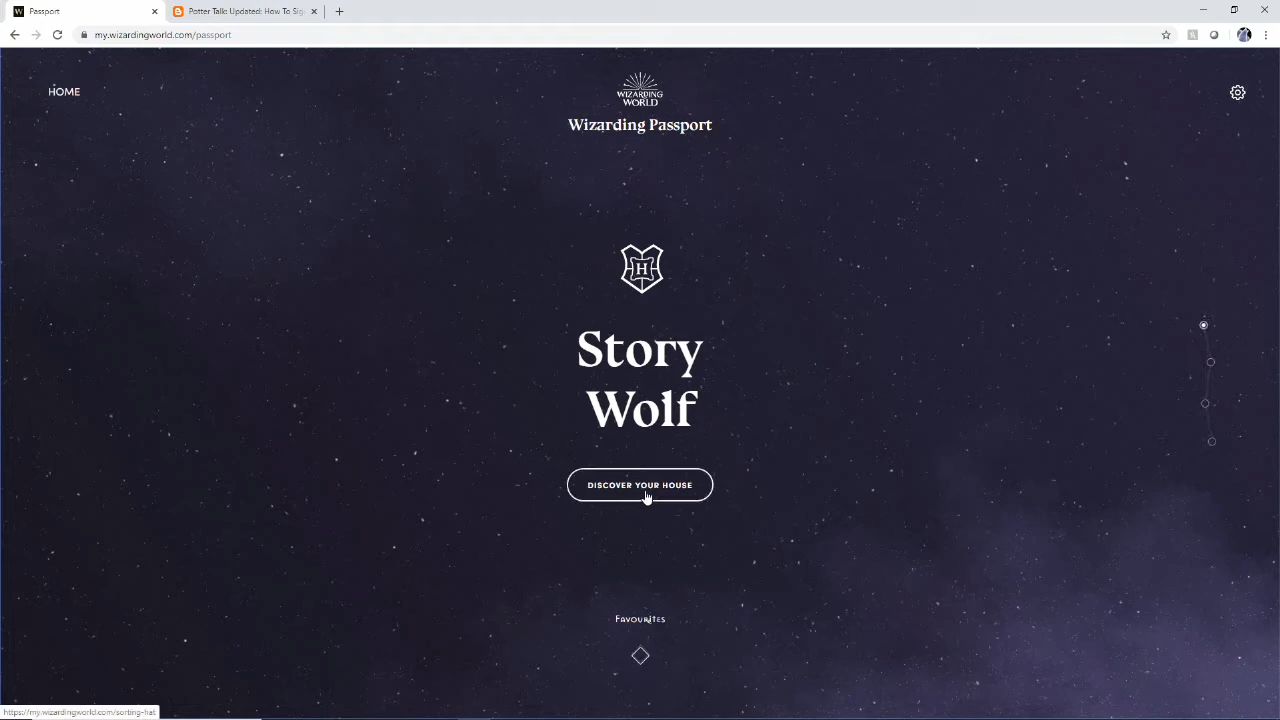 Passport
Potter Talk: Updated: How To Sig
my.wizardingworld.com/passport
HOME
WIZARDING
WORLD
Wizarding Passport
H
Story
Wolf
DISCOVER YOUR HOUSE
FAVOURITES
https://my.wizardingworld.com/sorting-hat